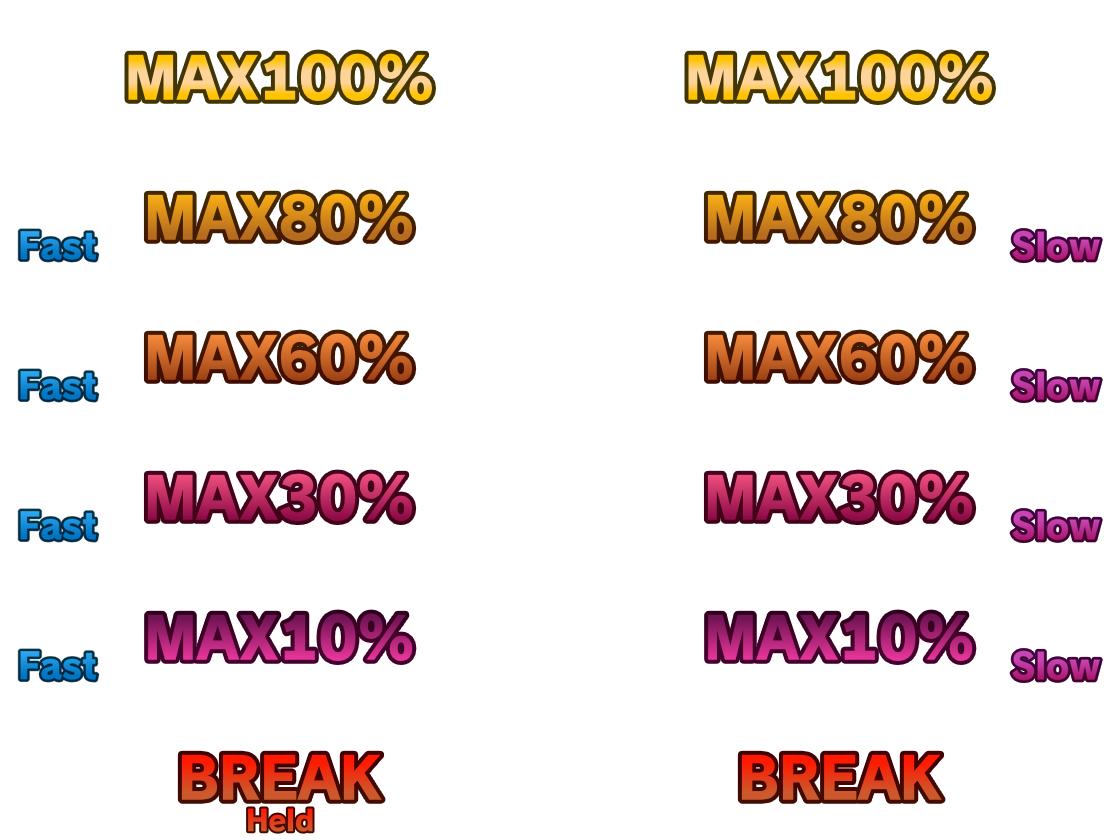 MAX100% MAX100%
MAX80% MAX80%
Fast Slow
MAX60% MAX60%
Fast Slow
MAX30% MAX30%
Fast Slow
MAX10% MAX10%
Fast Slow
BREAK BREAK
Held